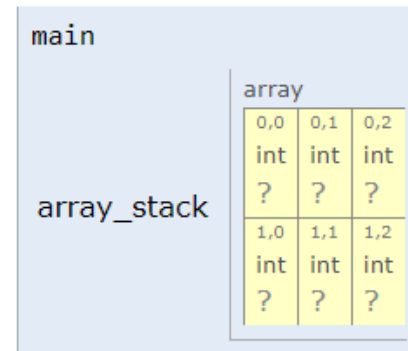 main
array
0,0 0,1 0,2
int int int
? ? ?
array_stack
1,0 1,1 1,2
int int int
? ? ?